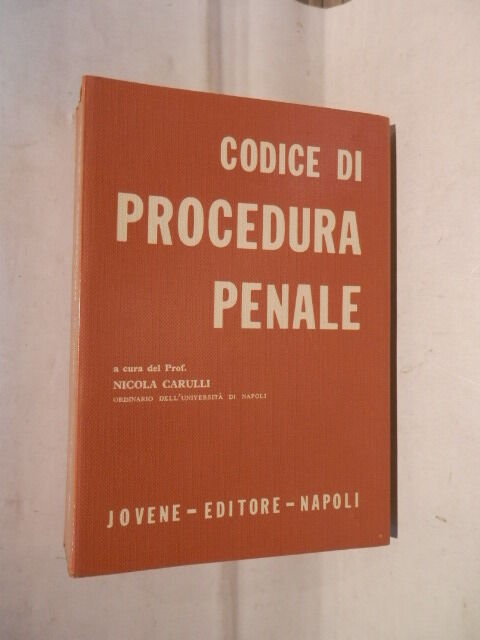 CODICE DI
PROCEDURA
PENALE
a cura del Prof.
NICOLA CARULLI
ORDINARIO DELL'UNIVERSITÀ DI NAPOLI
JOVENE - EDITORE - NAPOLI